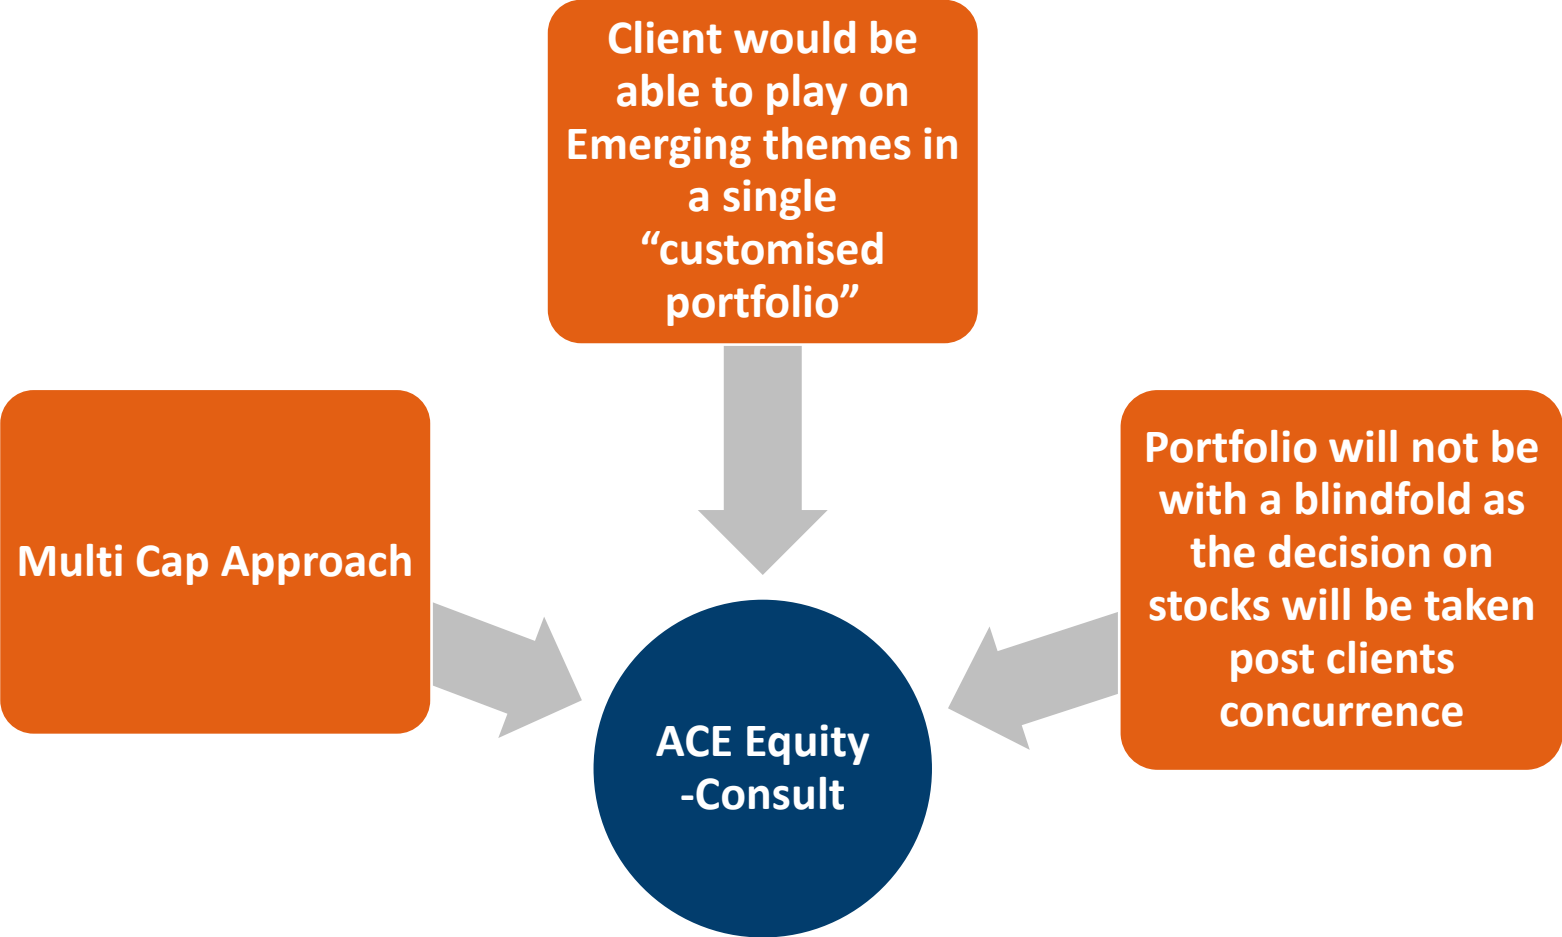 Client would be
able to play on
Emerging themes in
a single
“customised
portfolio”
Multi Cap Approach
Portfolio will not be
with a blindfold as
the decision on
stocks will be taken
post clients
concurrence
ACE Equity
-Consult